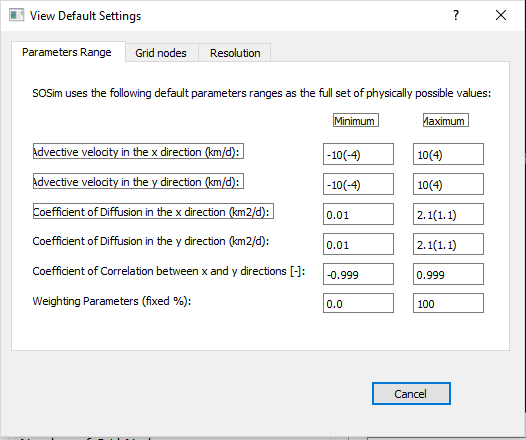 View Default Settings
Parameters Range Grid nodes Resolution
SOSim uses the following default parameters ranges as the full set of physically possible values:
Minimum Maximum
Advective velocity in the x direction (km/d): -10(-4) 10(4)
Advective velocity in the y direction (km/d): -10(-4) 10(4)
Coefficient of Diffusion in the x direction (km2/d): 0.01 2.1(1.1)
Coefficient of Diffusion in the y direction (km2/d): 0.01 2.1(1.1)
Coefficient of Correlation between x and y directions [-]: -0.999 0.999
Weighting Parameters (fixed %): 0.0 100
Cancel